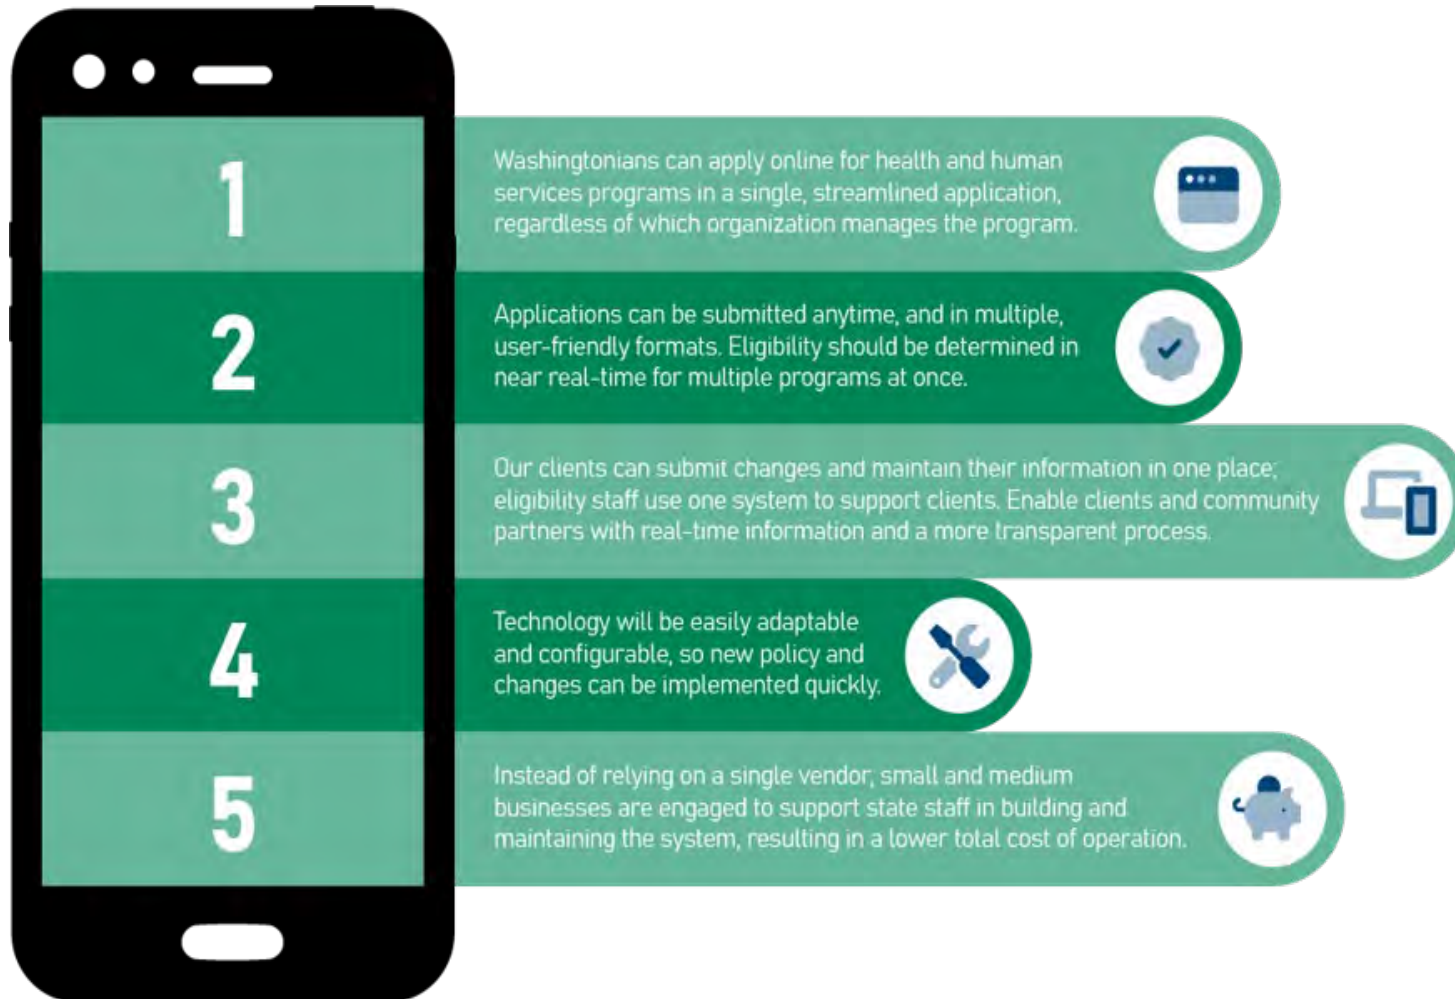 1
Washingtonians can apply online for health and human
services programs in a single, streamlined application,
regardless of which organization manages the program.
2
Applications can be submitted anytime, and in multiple,
user-friendly formats. Eligibility should be determined in
near real-time for multiple programs at once.
3
Our clients can submit changes and maintain their information in one place;
eligibility staff use one system to support clients. Enable clients and community
partners with real-time information and a more transparent process.
4
Technology will be easily adaptable
and configurable, so new policy and
changes can be implemented quickly.
5
Instead of relying on a single vendor, small and medium
businesses are engaged to support state staff in building and
maintaining the system, resulting in a lower total cost of operation.